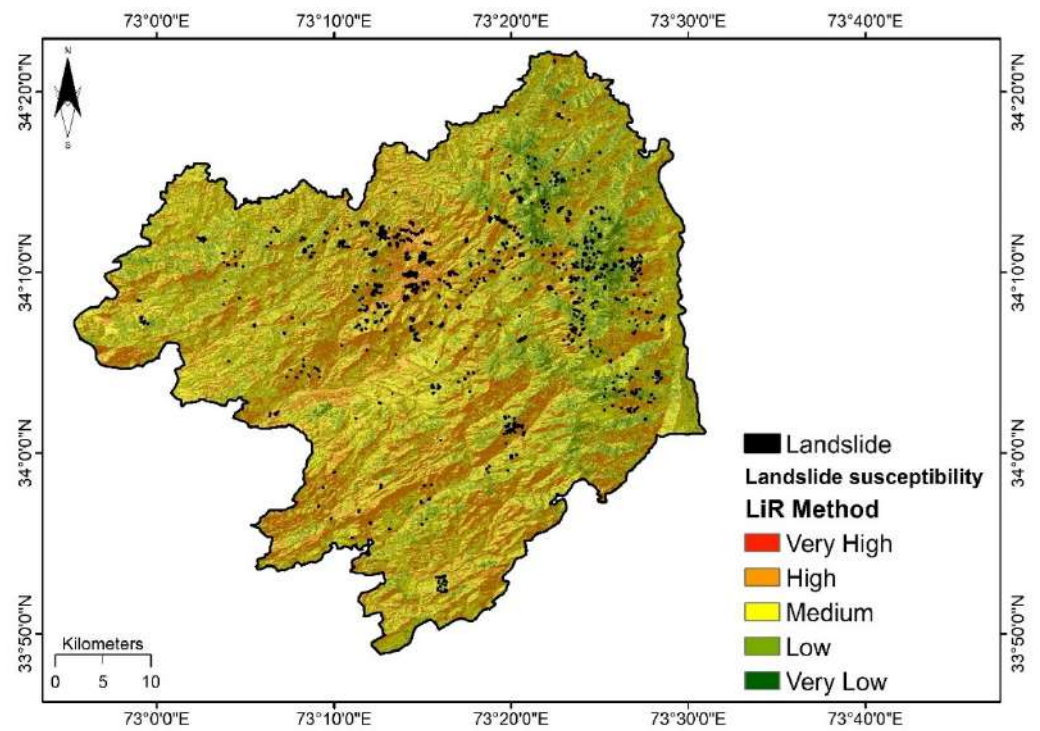 73°0'0"E 73°10'0"E 73°20'0"E 73°30'0"E 73°40'0"E
N
S
34°20'0"N 34°20'0"N
34°10'0"N 34°10'0"N
34°0'0"N 34°0'0"N
33°50'0"N 33°50'0"N
Landslide
Landslide susceptibility
LiR Method
Very High
High
Medium
Low
Very Low
Kilometers
0 5 10
73°0'0"E 73°10'0"E 73°20'0"E 73°30'0"E 73°40'0"E